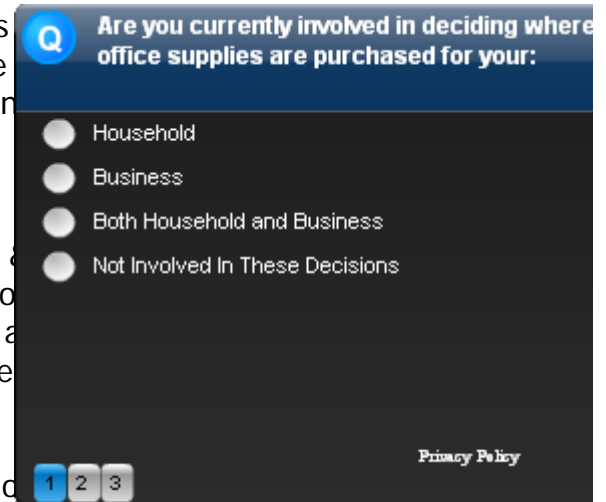 Q
Are you currently involved in deciding where
office supplies are purchased for your:
Household
Business
Both Household and Business
Not Involved In These Decisions
Privacy Policy
1 2 3